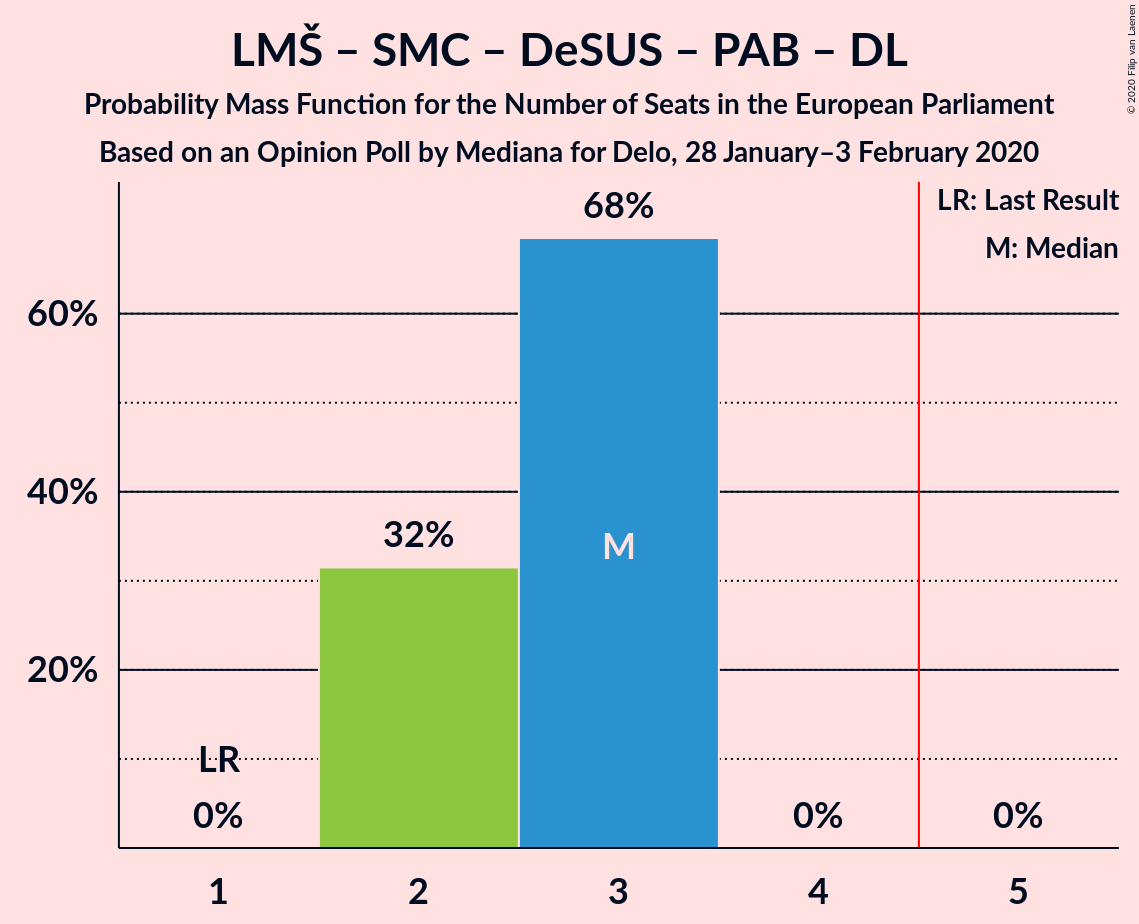 LMŠ – SMC – DeSUS – PAB – DL
Probability Mass Function for the Number of Seats in the European Parliament
Based on an Opinion Poll by Mediana for Delo, 28 January–3 February 2020
© 2020 Filip van Laenen
LR: Last Result
M: Median
68%
60%
40%
32%
M
20%
LR
0%
0%
0%
1
2
3
4
5